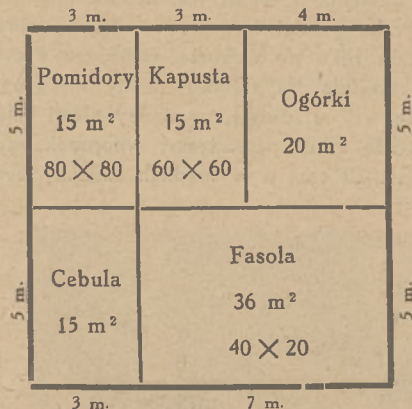 3 m. 3 m. 4 m.
5 m. 5 m.
Pomidory Kapusta Ogórki
15 m² 15 m² 20 m²
80 × 80 60 × 60
5 m. 5 m.
Cebula Fasola
15 m² 36 m²
40 × 20
3 m. 7 m.